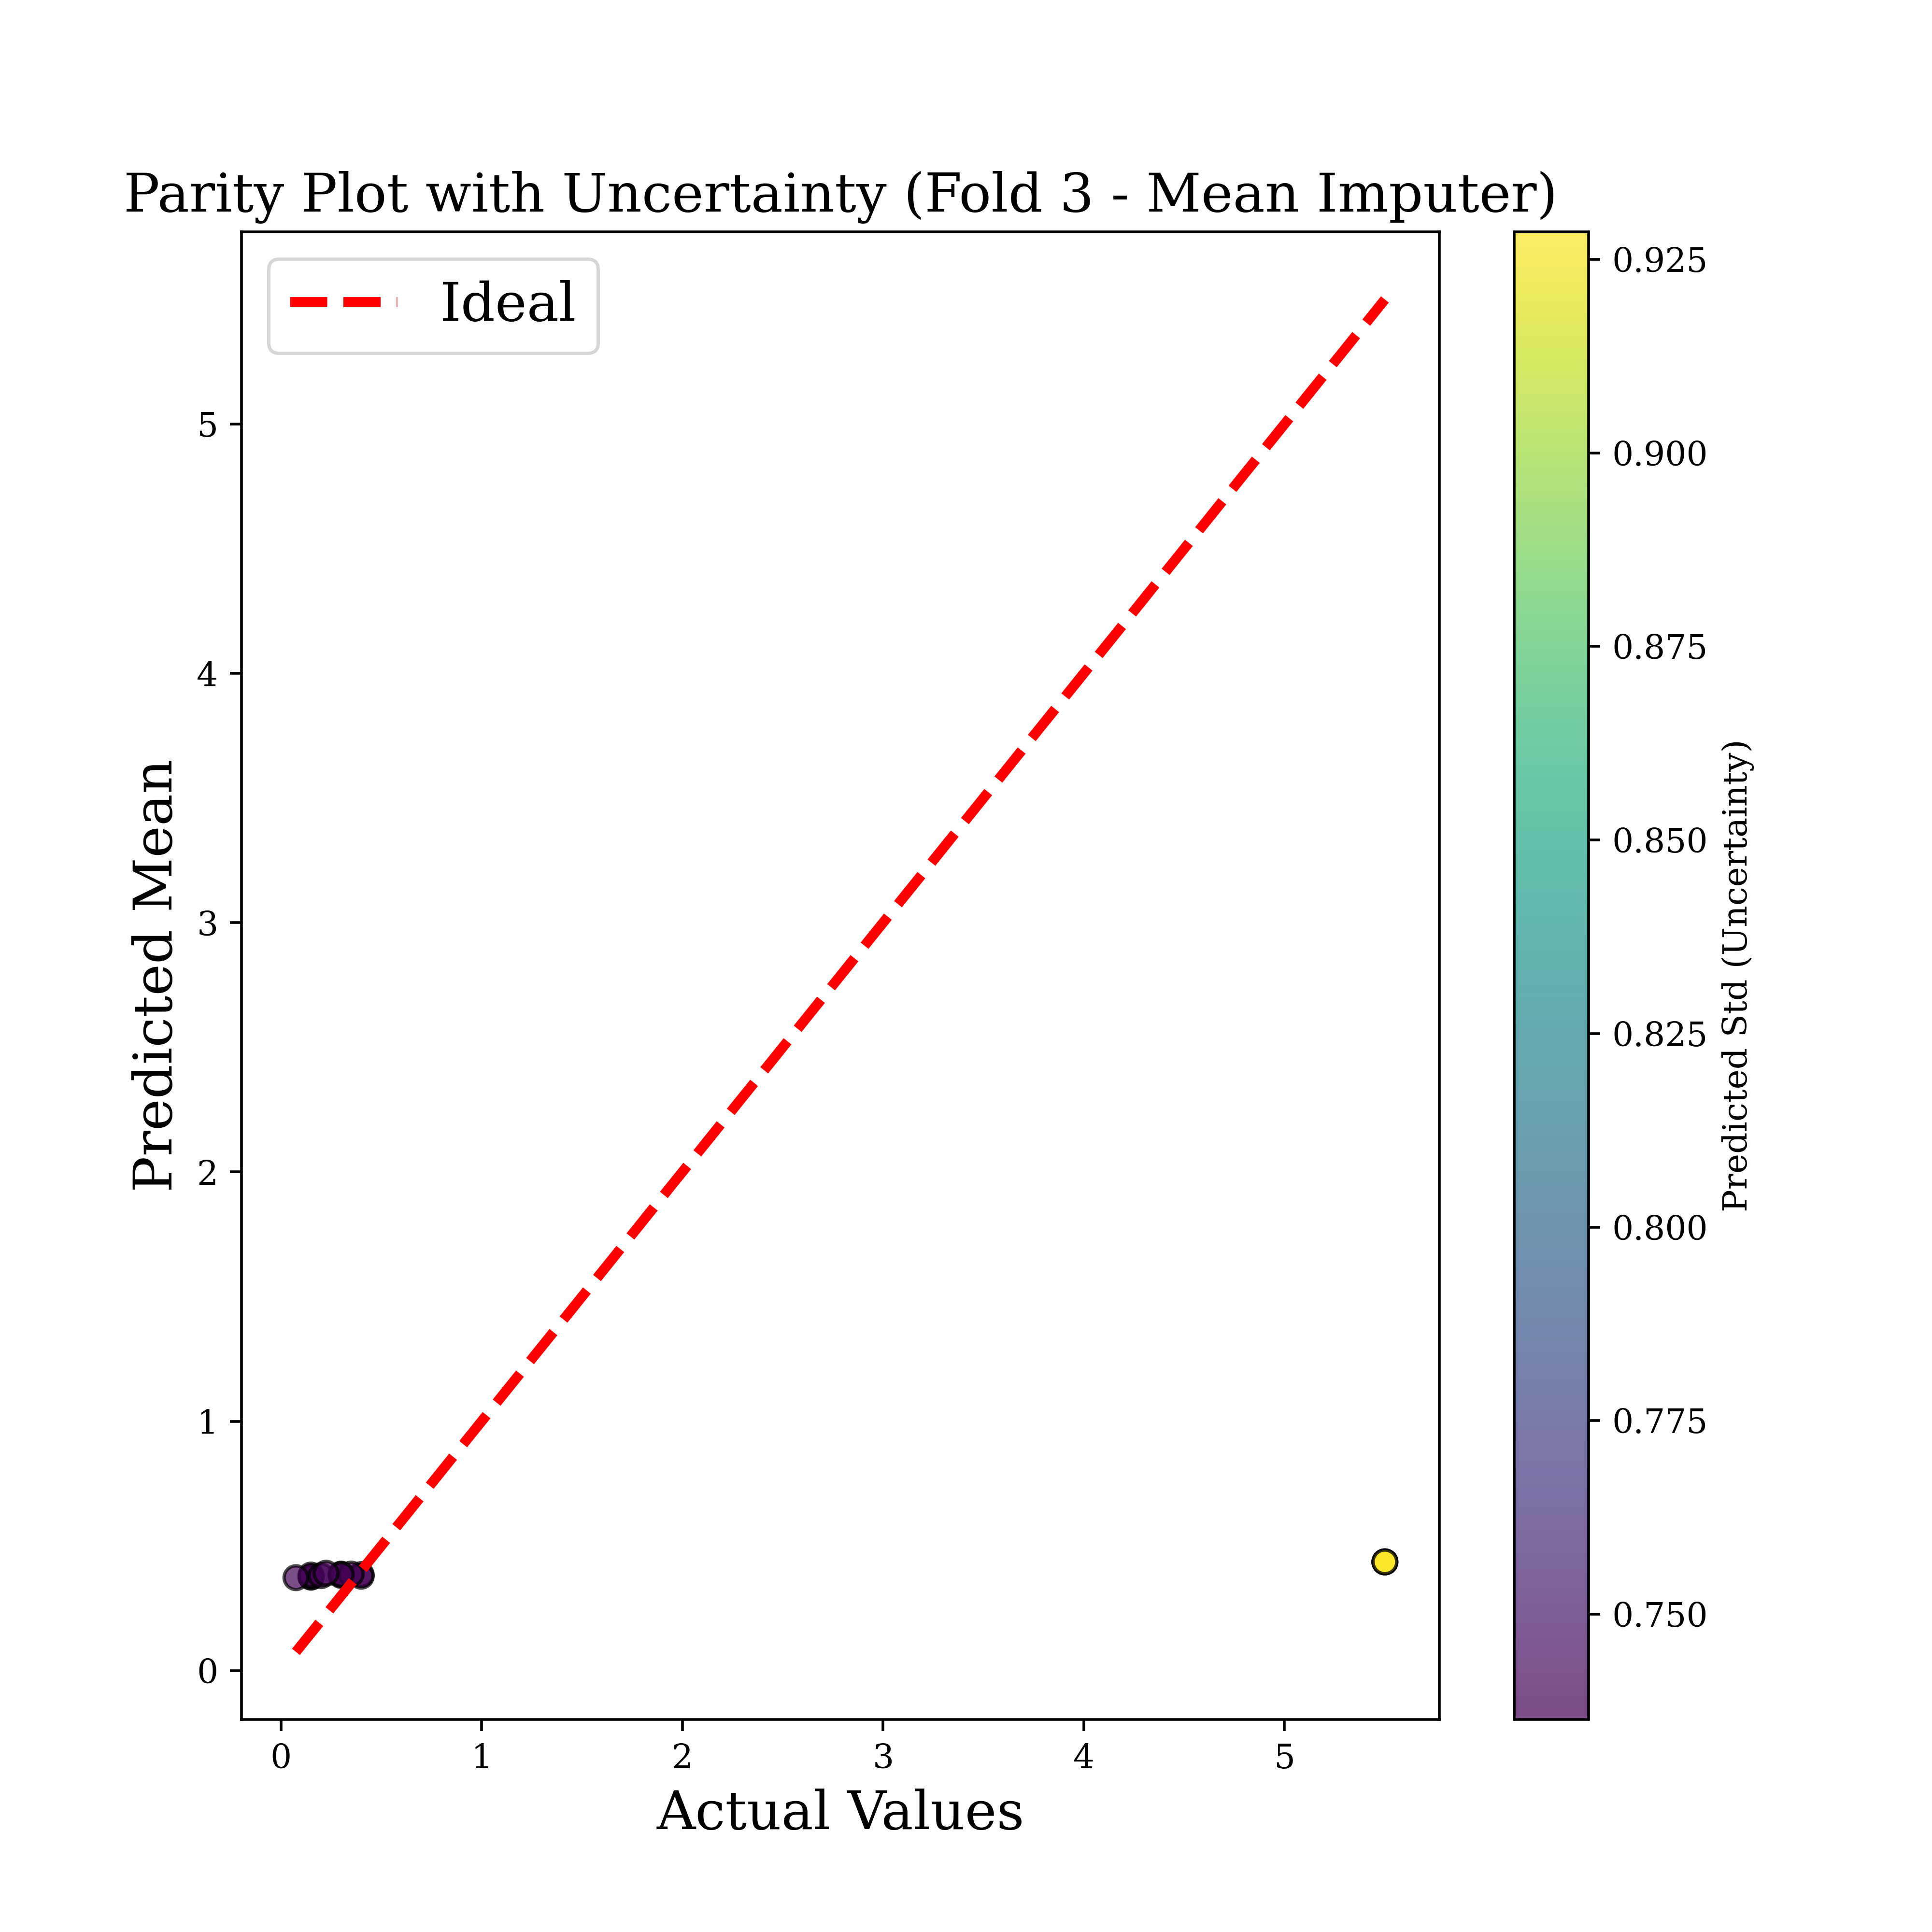 Parity Plot with Uncertainty (Fold 3 - Mean Imputer)
Ideal
Predicted Mean
5
4
3
2
1
0
0 1 2 3 4 5
Actual Values
0.925
0.900
0.875
0.850
0.825
0.800
0.775
0.750
Predicted Std (Uncertainty)